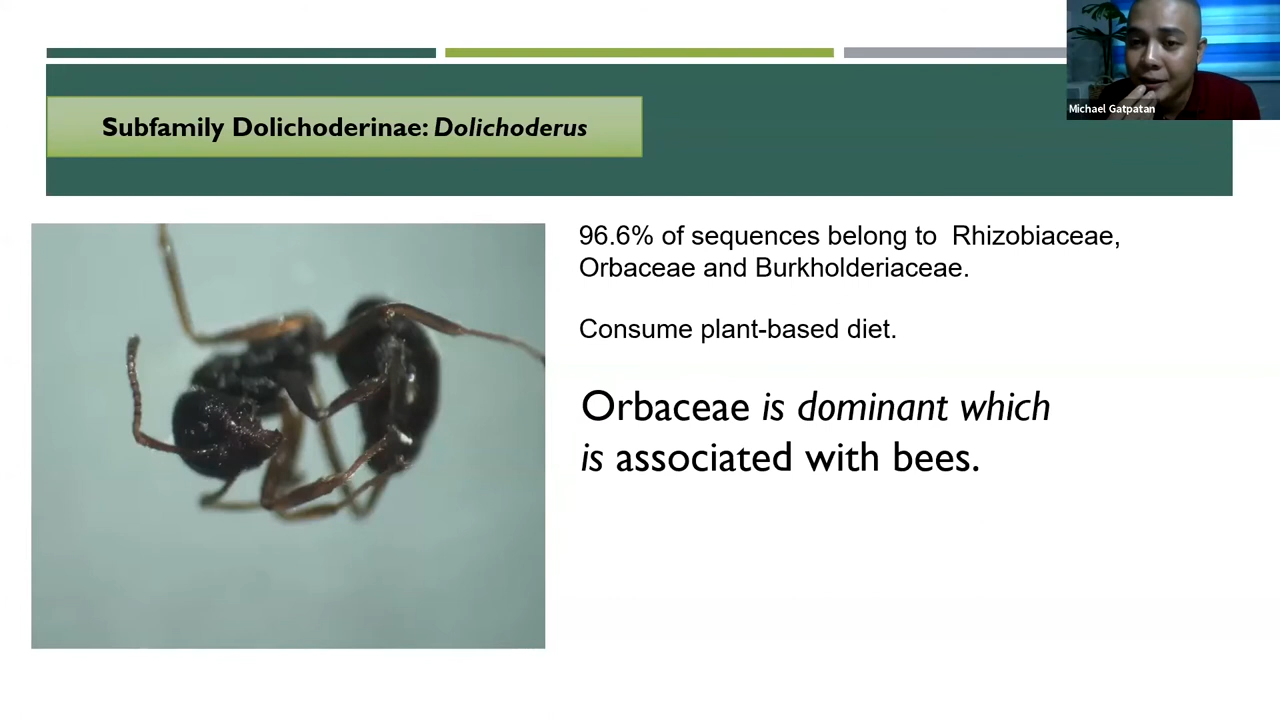 Michael Gatpatan
Subfamily Dolichoderinae: Dolichoderus
96.6% of sequences belong to  Rhizobiaceae,
Orbaceae and Burkholderiaceae.
Consume plant-based diet.
Orbaceae is dominant which
is associated with bees.